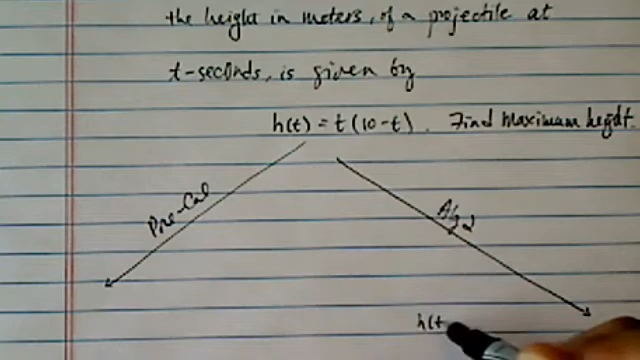 the height in meters, of a projectile at
t-seconds, is given by
h(t) = t(10-t). Find Maximum height.
Pre-Cal
Alg 2
h(t